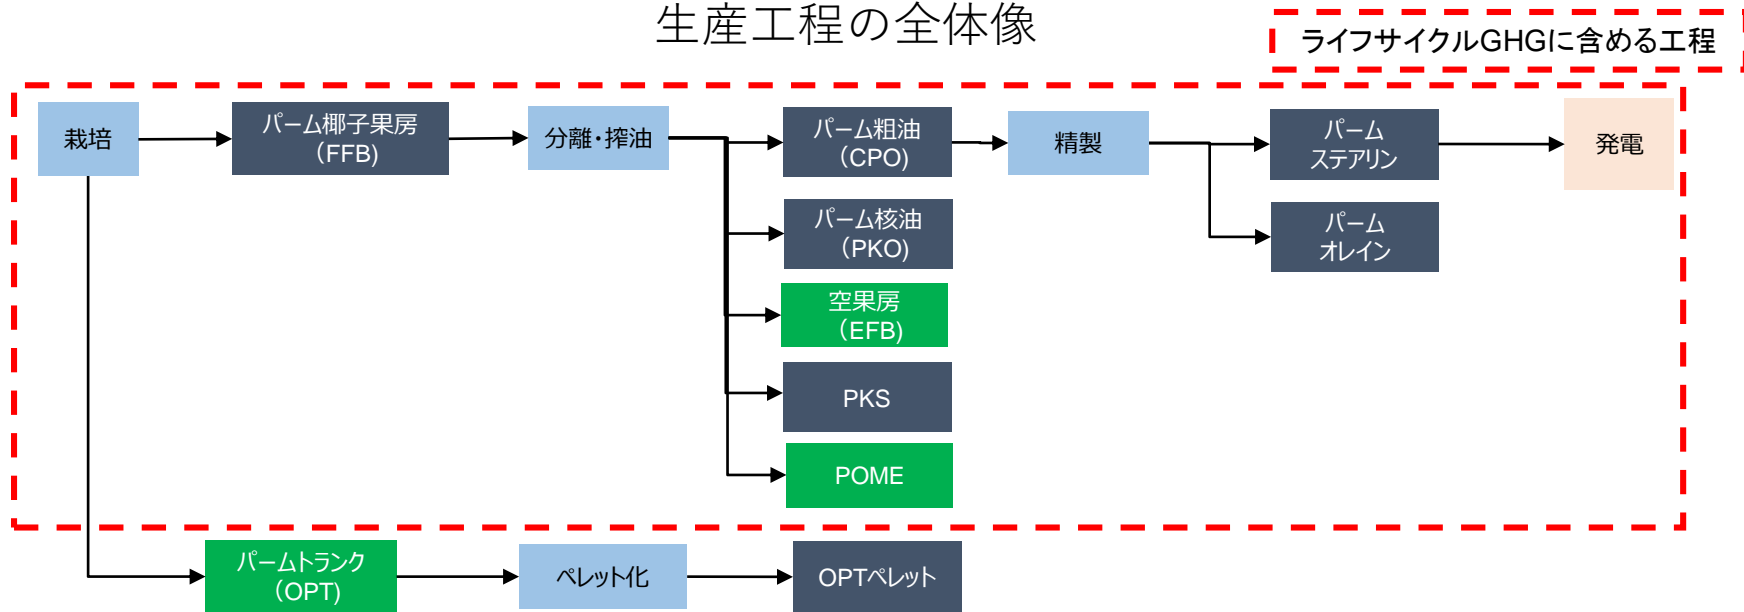 生産工程の全体像
ライフサイクルGHGに含める工程
栽培
パーム椰子果房
（FFB)
分離・搾油
パーム粗油
（CPO)
精製
パーム
ステアリン
発電
パーム核油
（PKO)
パーム
オレイン
空果房
（EFB)
PKS
POME
パームトランク
（OPT)
ペレット化
OPTペレット